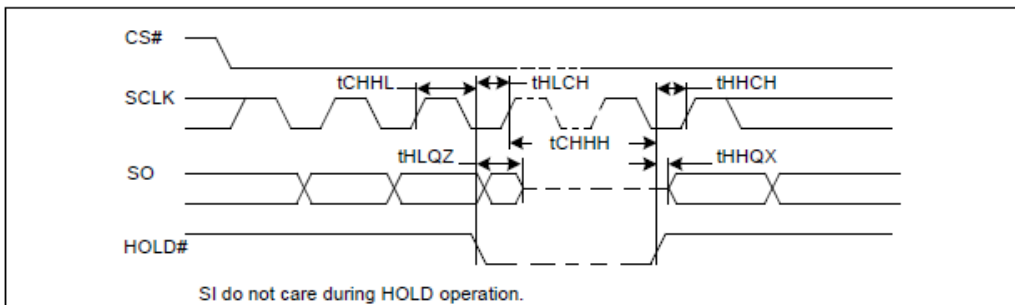 CS#
tCHHL
tHLCH
tHHCH
SCLK
tCHHH
tHLQZ
tHHQX
SO
HOLD#
SI do not care during HOLD operation.